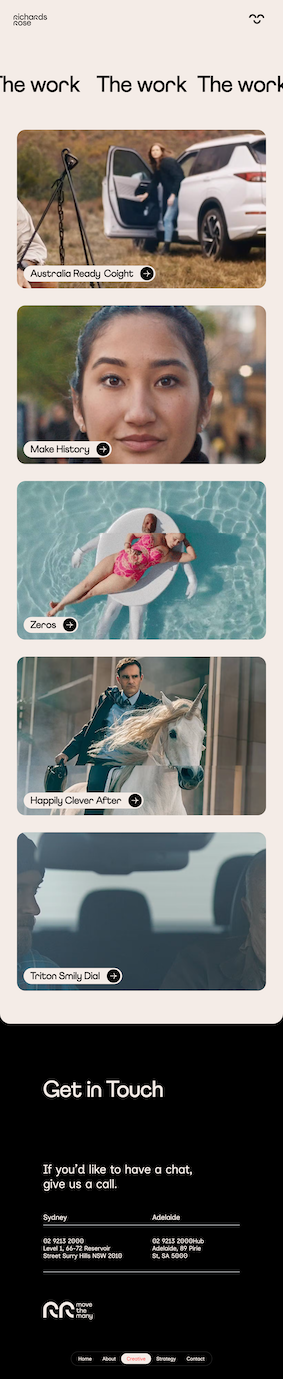 Richards
Rose
The work The work The work
Australia Ready Coight
Make History
Zeros
Happily Clever After
Triton Smily Dial
Get in Touch
If you'd like to have a chat,
give us a call.
Sydney
02 9213 2000
Level 1, 66-72 Reservoir
Street Surry Hills NSW 2010
Adelaide
02 9213 2000Hub
Adelaide, 89 Pirie
St, SA 5000
RR
move
the
many
Home About Creative Strategy Contact